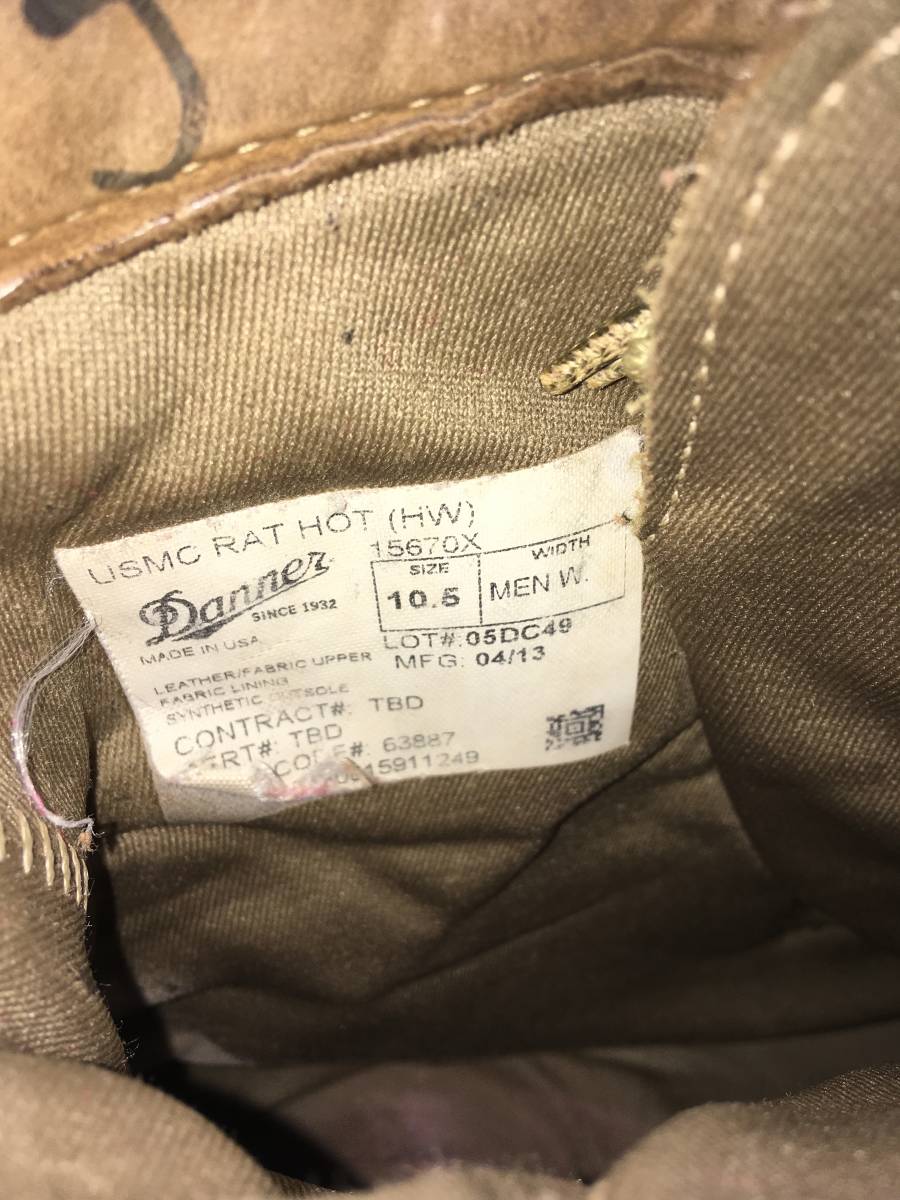 USMC RAT HOT (HW)
15670X
Danner
SINCE 1932
MADE IN USA
SIZE
10.5
WIDTH
MEN W.
LOT#: 05DC49
MFG: 04/13
LEATHER/FABRIC UPPER
FABRIC LINING
SYNTHETIC OUTSOLE
CONTRACT#: TBD
TBD
CODE#: 63887
15911249